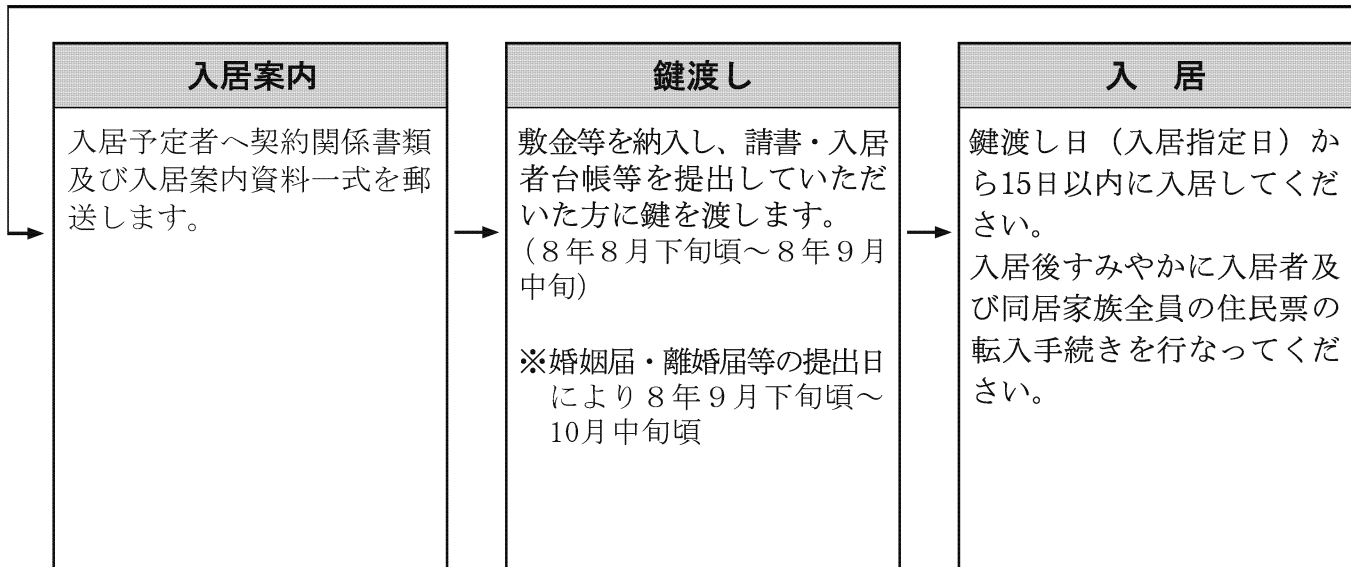 入居案内
入居予定者へ契約関係書類
及び入居案内資料一式を郵
送します。
鍵渡し
敷金等を納入し、請書・入居
者台帳等を提出していただ
いた方に鍵を渡します。
(８年８月下旬頃～８年９月
中旬)
※婚姻届・離婚届等の提出日
により８年９月下旬頃～
10月中旬頃
入　居
鍵渡し日（入居指定日）か
ら15日以内に入居してくだ
さい。
入居後すみやかに入居者及
び同居家族全員の住民票の
転入手続きを行なってくだ
さい。